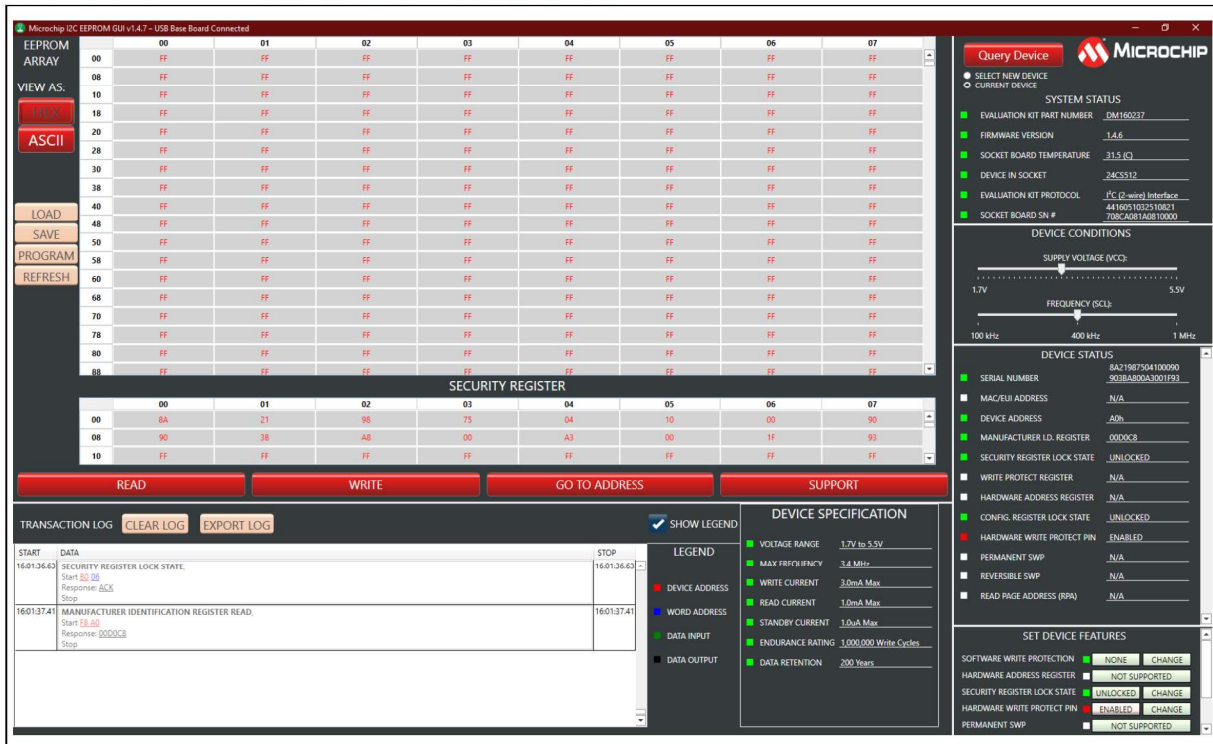 Microchip I2C EEPROM GUI v1.4.7 – USB Base Board Connected
EEPROM
ARRAY
VIEW AS.
HEX
ASCII
LOAD
SAVE
PROGRAM
REFRESH
00 01 02 03 04 05 06 07
00 FF FF FF FF FF FF FF FF
08 FF FF FF FF FF FF FF FF
10 FF FF FF FF FF FF FF FF
18 FF FF FF FF FF FF FF FF
20 FF FF FF FF FF FF FF FF
28 FF FF FF FF FF FF FF FF
30 FF FF FF FF FF FF FF FF
38 FF FF FF FF FF FF FF FF
40 FF FF FF FF FF FF FF FF
48 FF FF FF FF FF FF FF FF
50 FF FF FF FF FF FF FF FF
58 FF FF FF FF FF FF FF FF
60 FF FF FF FF FF FF FF FF
68 FF FF FF FF FF FF FF FF
70 FF FF FF FF FF FF FF FF
78 FF FF FF FF FF FF FF FF
80 FF FF FF FF FF FF FF FF
88 FF FF FF FF FF FF FF FF
SECURITY REGISTER
00 01 02 03 04 05 06 07
00 8A 21 98 75 04 10 00 90
08 90 3B A8 00 A3 00 1F 93
10 FF FF FF FF FF FF FF FF
READ WRITE GO TO ADDRESS SUPPORT
TRANSACTION LOG CLEAR LOG EXPORT LOG SHOW LEGEND
START DATA STOP
16:01:36.63 SECURITY REGISTER LOCK STATE, 16:01:36.63
Start B0 06
Response: ACK
Stop
16:01:37.41 MANUFACTURER IDENTIFICATION REGISTER READ, 16:01:37.41
Start F8 A0
Response: 00D0C8
Stop
LEGEND
DEVICE ADDRESS
WORD ADDRESS
DATA INPUT
DATA OUTPUT
DEVICE SPECIFICATION
VOLTAGE RANGE 1.7V to 5.5V
MAX FREQUENCY 3.4 MHz
WRITE CURRENT 3.0mA Max
READ CURRENT 1.0mA Max
STANDBY CURRENT 1.0uA Max
ENDURANCE RATING 1,000,000 Write Cycles
DATA RETENTION 200 Years
Query Device
MICROCHIP
SELECT NEW DEVICE
CURRENT DEVICE
SYSTEM STATUS
EVALUATION KIT PART NUMBER DM160237
FIRMWARE VERSION 1.4.6
SOCKET BOARD TEMPERATURE 31.5 (C)
DEVICE IN SOCKET 24CS512
EVALUATION KIT PROTOCOL I²C (2-wire) Interface
SOCKET BOARD SN # 4416051032510821
708CA081A0810000
DEVICE CONDITIONS
SUPPLY VOLTAGE (VCC):
1.7V 5.5V
FREQUENCY (SCL):
100 kHz 400 kHz 1 MHz
DEVICE STATUS
8A21987504100090
SERIAL NUMBER 903BA800A3001F93
MAC/EUI ADDRESS N/A
DEVICE ADDRESS A0h
MANUFACTURER I.D. REGISTER 00D0C8
SECURITY REGISTER LOCK STATE UNLOCKED
WRITE PROTECT REGISTER N/A
HARDWARE ADDRESS REGISTER N/A
CONFIG. REGISTER LOCK STATE UNLOCKED
HARDWARE WRITE PROTECT PIN ENABLED
PERMANENT SWP N/A
REVERSIBLE SWP N/A
READ PAGE ADDRESS (RPA) N/A
SET DEVICE FEATURES
SOFTWARE WRITE PROTECTION NONE CHANGE
HARDWARE ADDRESS REGISTER NOT SUPPORTED
SECURITY REGISTER LOCK STATE UNLOCKED CHANGE
HARDWARE WRITE PROTECT PIN ENABLED CHANGE
PERMANENT SWP NOT SUPPORTED